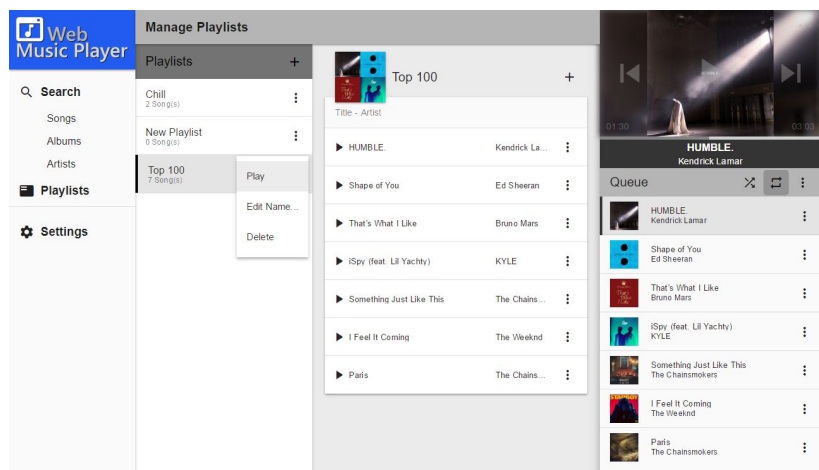 Web
Music Player
Search
Songs
Albums
Artists
Playlists
Settings
Manage Playlists
Playlists +
Chill
2 Song(s)
New Playlist
0 Song(s)
Top 100
7 Song(s)
Play
Edit Name...
Delete
Top 100 +
Title - Artist
HUMBLE. Kendrick La...
Shape of You Ed Sheeran
That's What I Like Bruno Mars
iSpy (feat. Lil Yachty) KYLE
Something Just Like This The Chains...
I Feel It Coming The Weeknd
Paris The Chains...
01:30 03:03
HUMBLE.
Kendrick Lamar
Queue
HUMBLE.
Kendrick Lamar
Shape of You
Ed Sheeran
That's What I Like
Bruno Mars
iSpy (feat. Lil Yachty)
KYLE
Something Just Like This
The Chainsmokers
STARBOY
I Feel It Coming
The Weeknd
Paris
The Chainsmokers